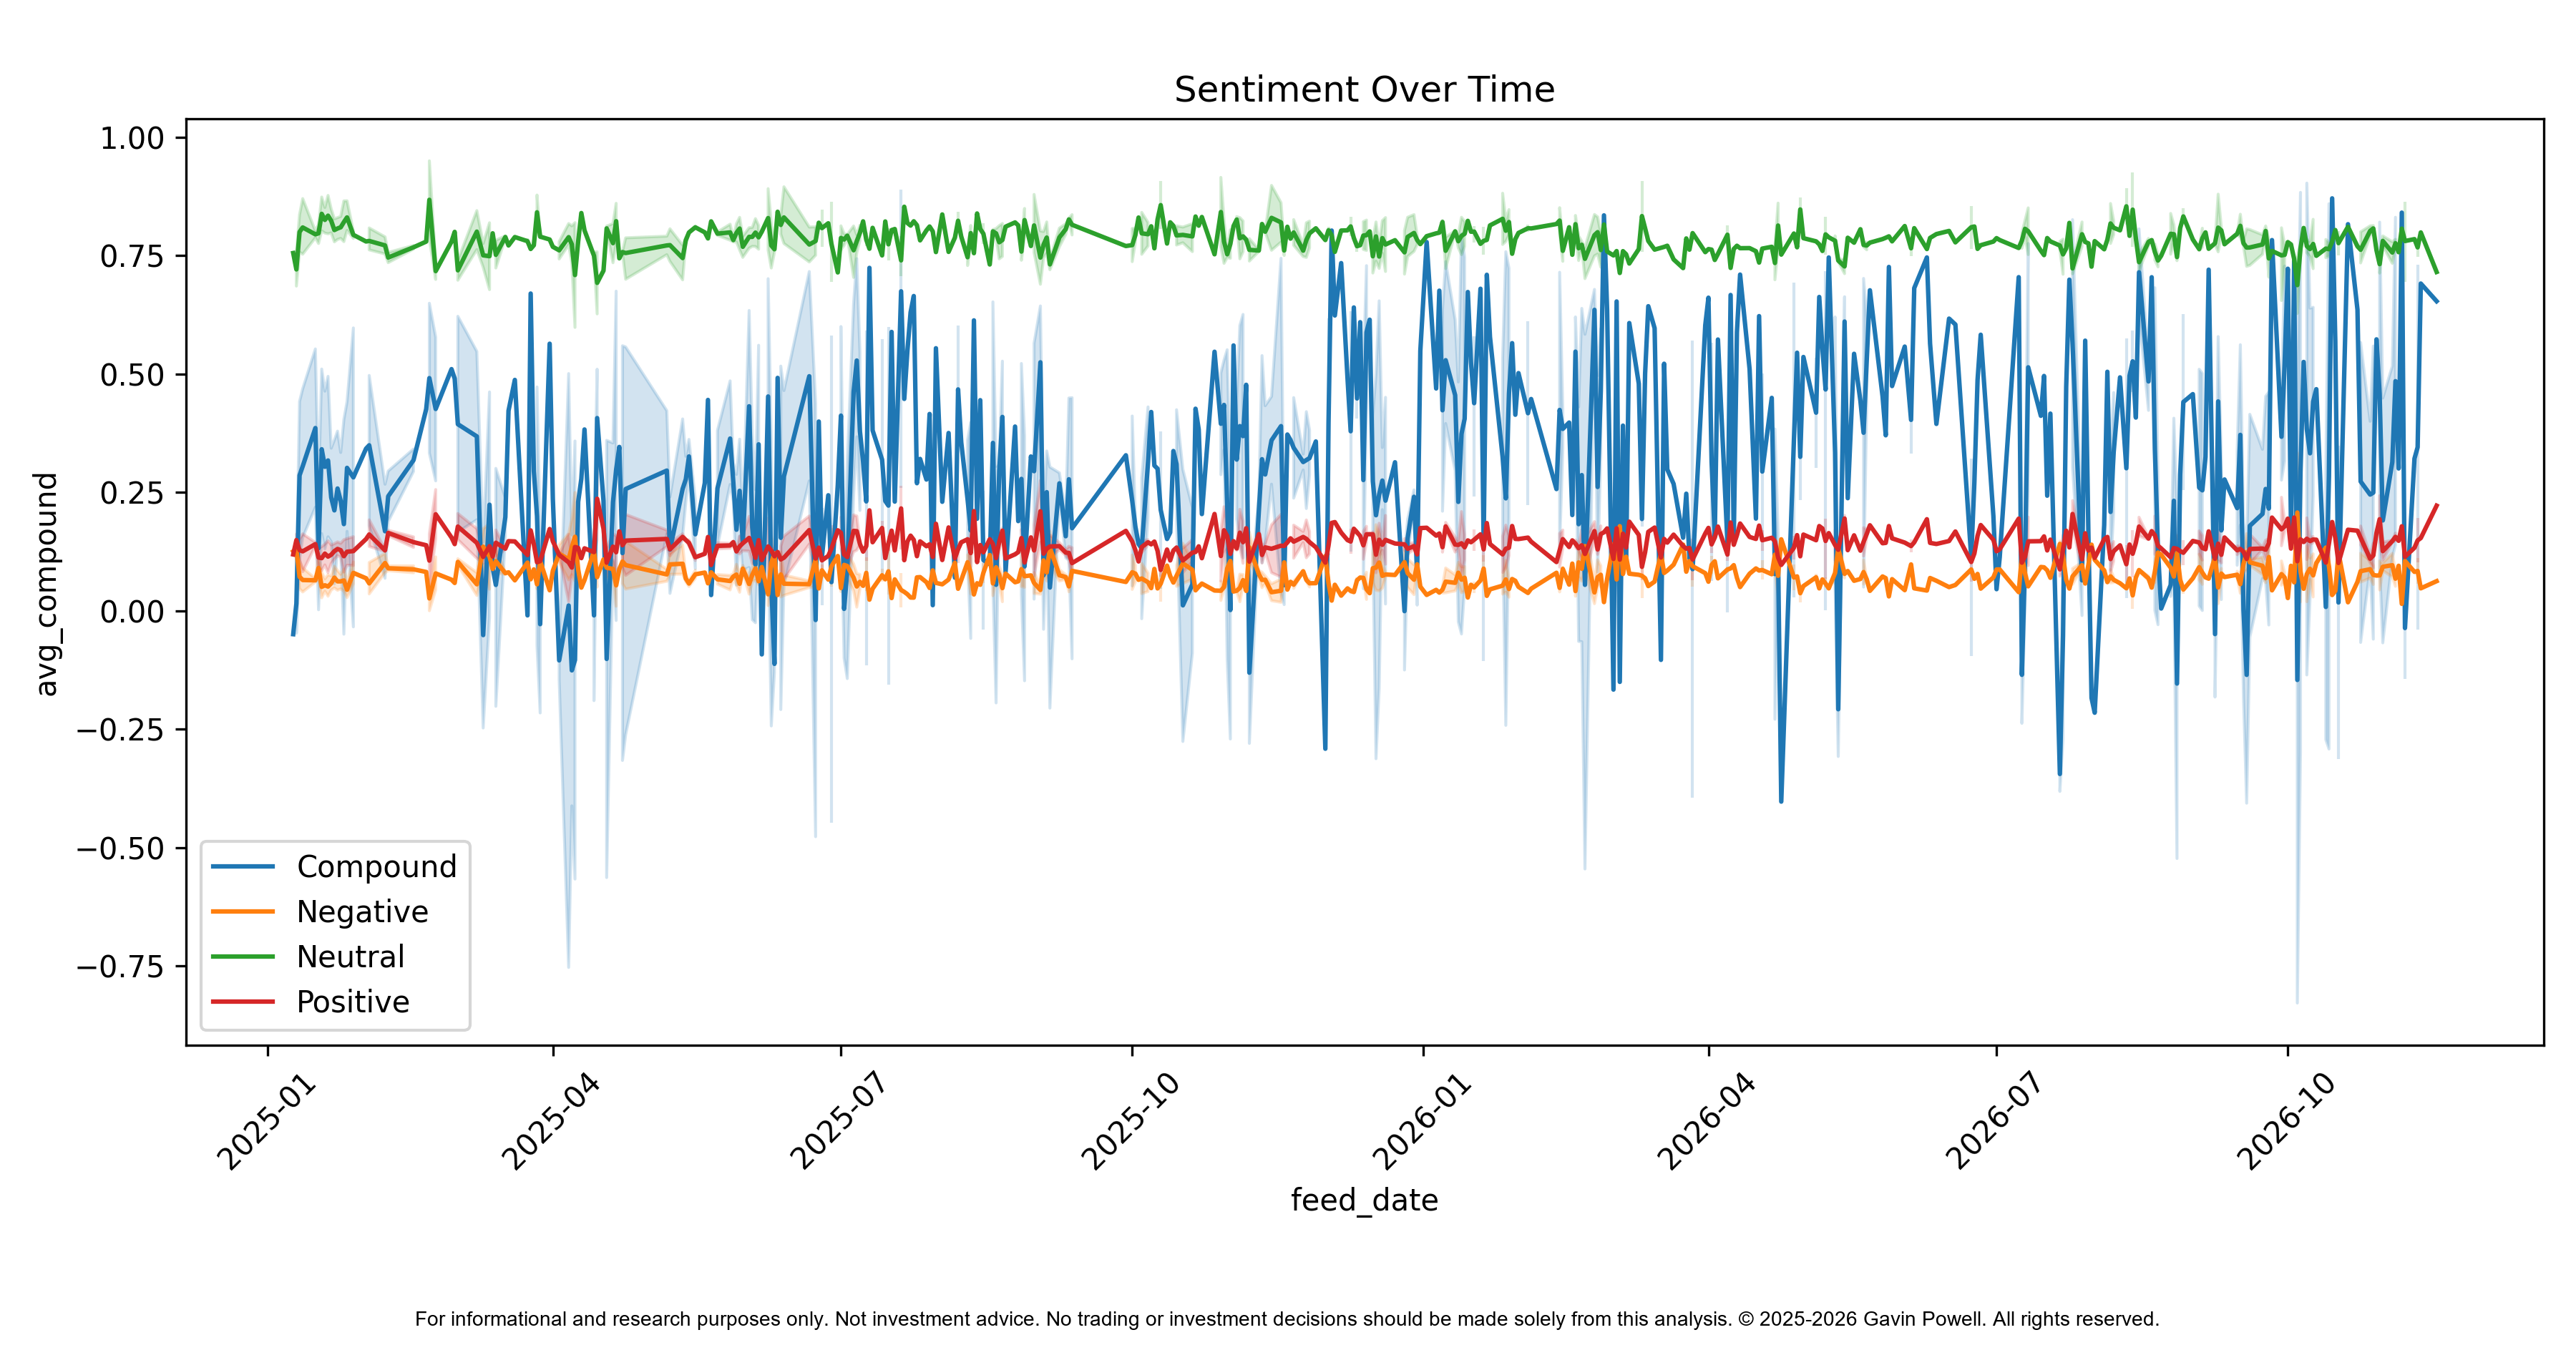 Sentiment Over Time
1.00
0.75
0.50
0.25
0.00
−0.25
−0.50
−0.75
avg_compound
Compound
Negative
Neutral
Positive
2025-01
2025-04
2025-07
2025-10
2026-01
2026-04
2026-07
2026-10
feed_date
For informational and research purposes only. Not investment advice. No trading or investment decisions should be made solely from this analysis. © 2025-2026 Gavin Powell. All rights reserved.